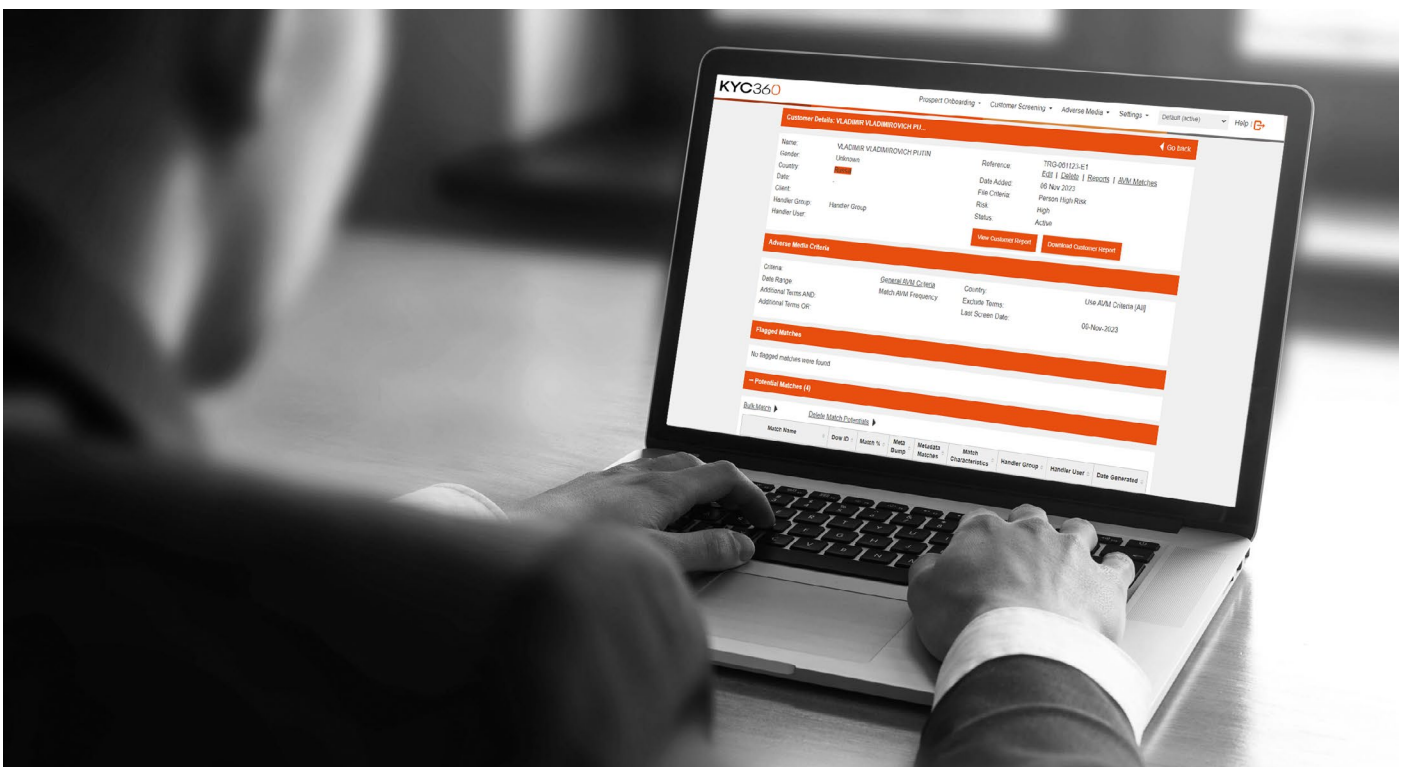 KYC360
Prospect Onboarding Customer Screening Adverse Media Settings Default (active) Help
Customer Details: VLADIMIR VLADIMIROVICH PU... Go back
Name: VLADIMIR VLADIMIROVICH PUTIN Reference: TRG-061123-E1
Edit | Delete | Reports | AVM Matches
Gender: Unknown Date Added: 06 Nov 2023
Country: File Criteria: Person High Risk
Date: - Risk: High
Client: Status: Active
Handler Group: Handler Group
Handler User:
View Customer Report Download Customer Report
Adverse Media Criteria
Criteria: General AVM Criteria Country: Use AVM Criteria [All]
Date Range: Match AVM Frequency Exclude Terms:
Additional Terms AND: Last Screen Date: 06-Nov-2023
Additional Terms OR:
Flagged Matches
No flagged matches were found
Potential Matches (4)
Bulk Match Delete Match Potentials
Match Name Dow ID Match % Meta Bump Metadata Matches Match Characteristics Handler Group Handler User Date Generated